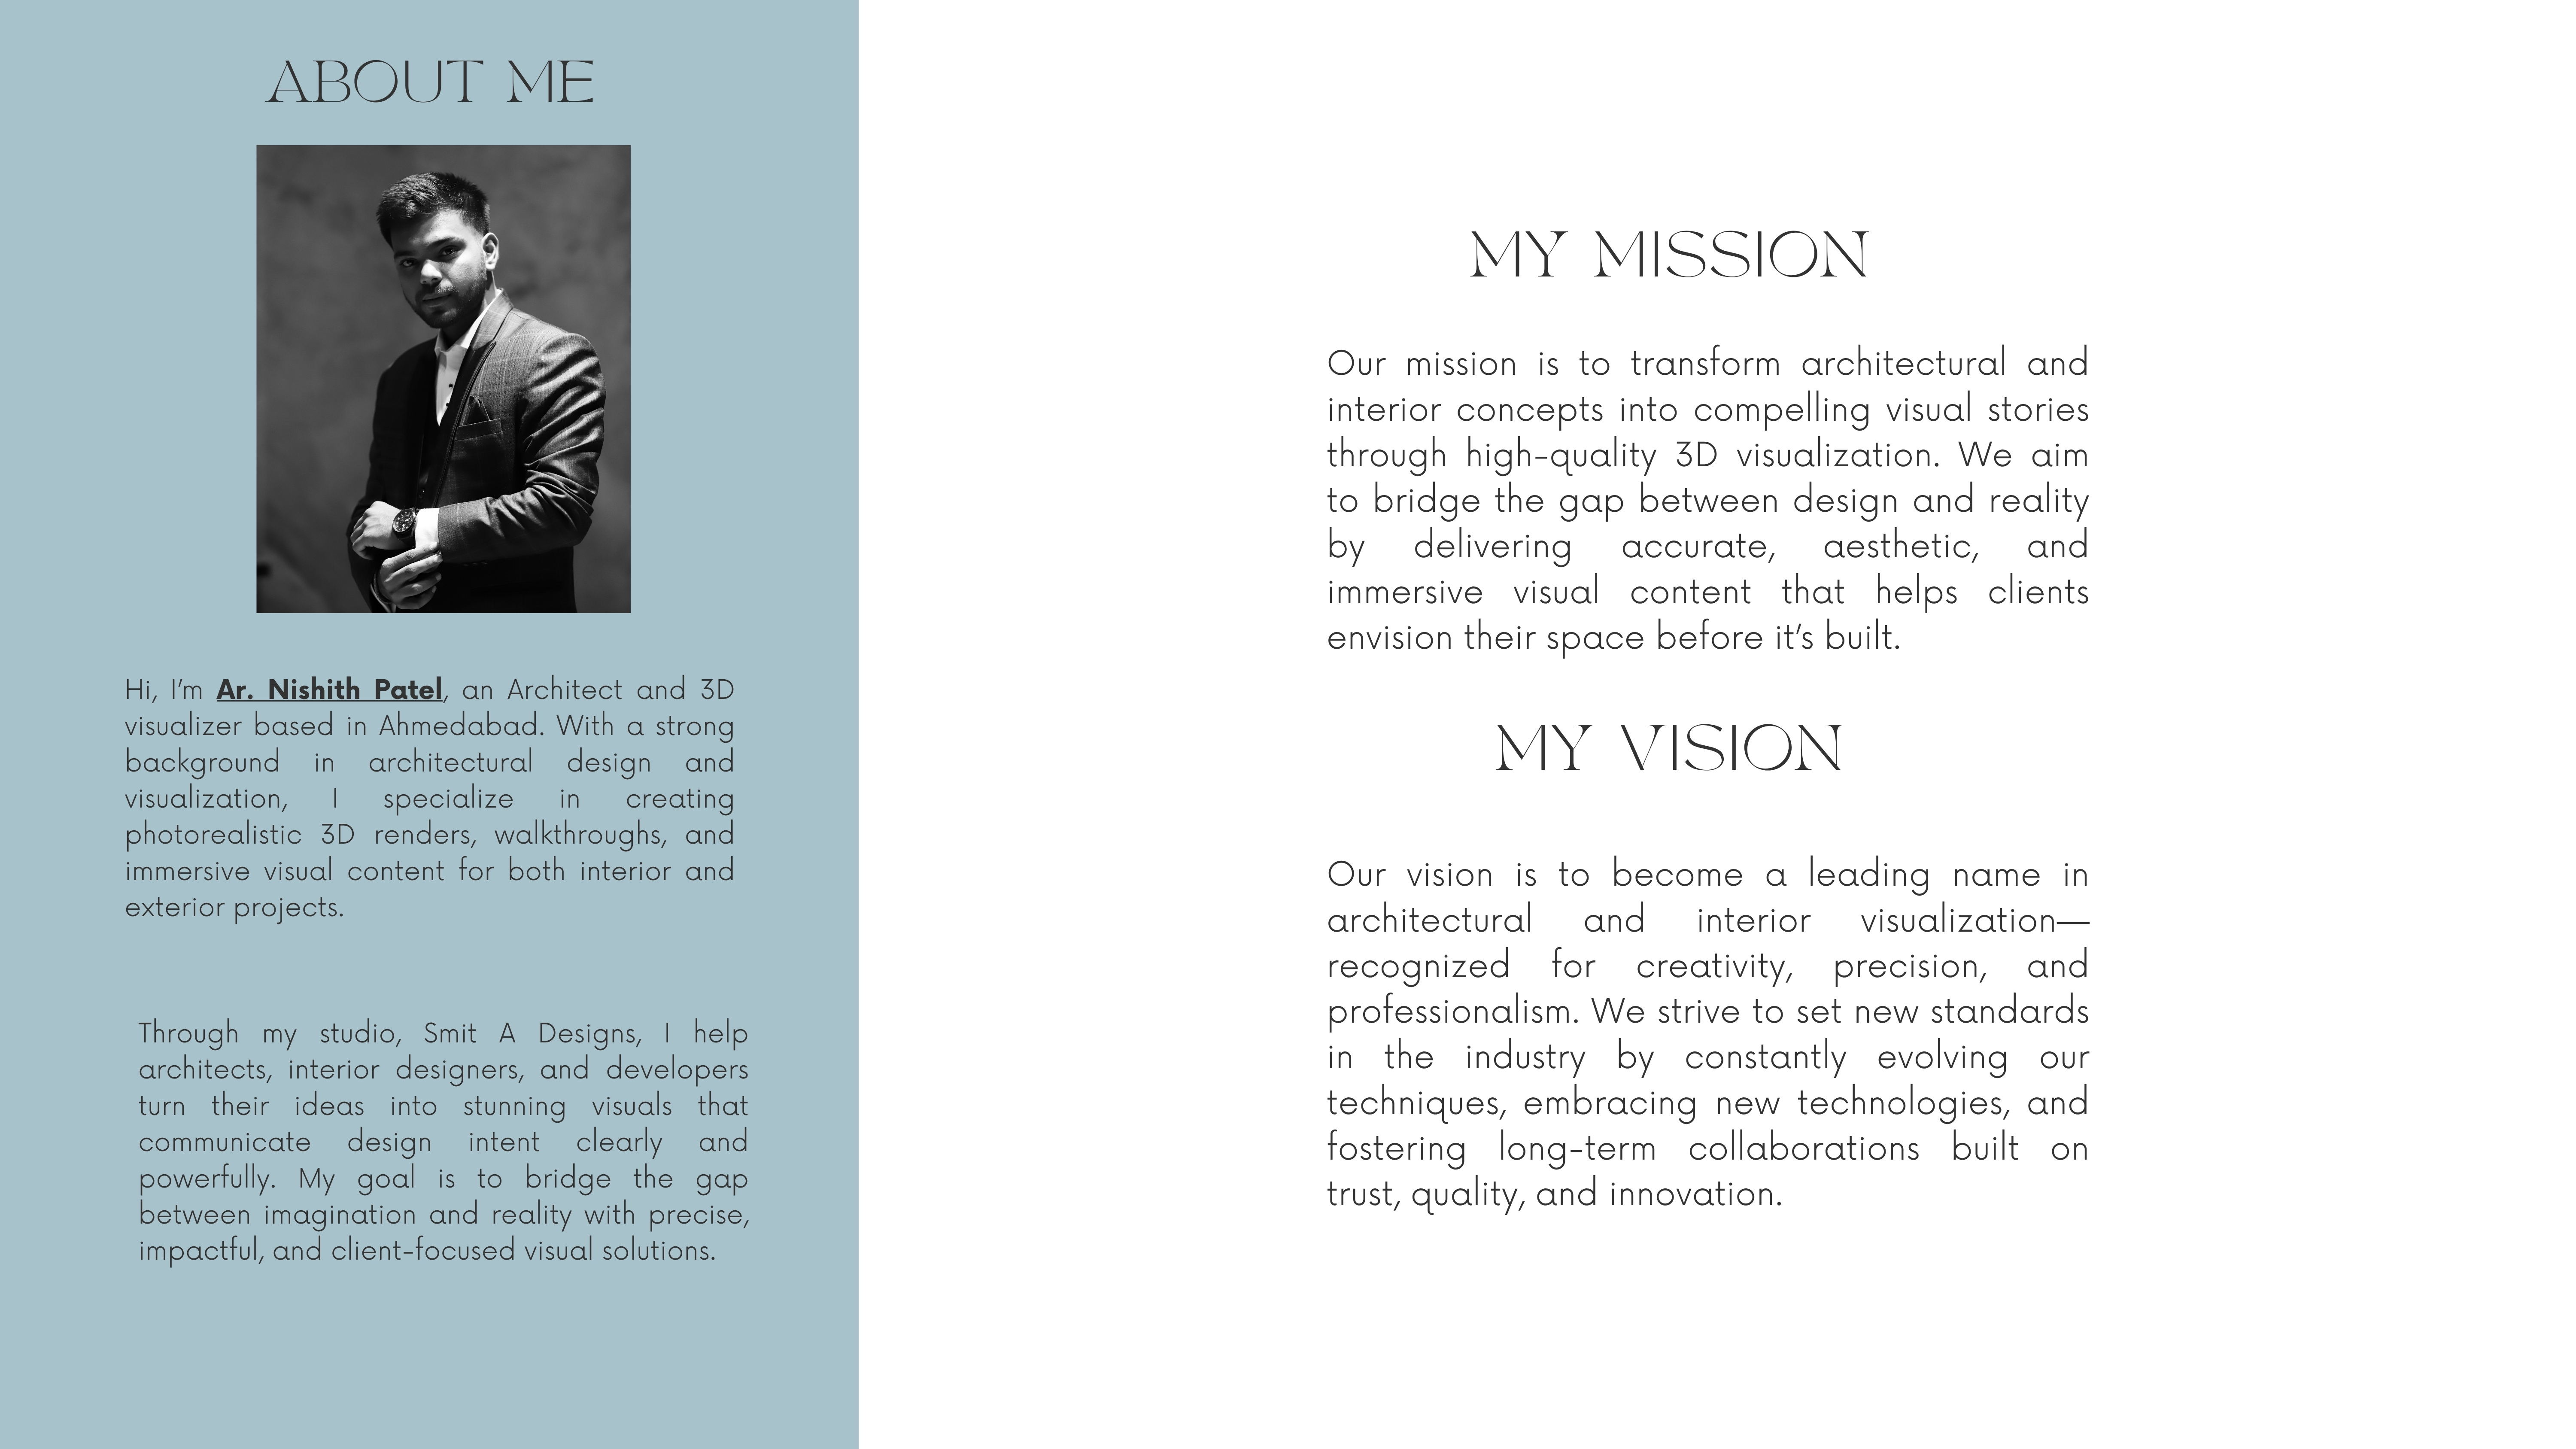 ABOUT ME
Hi, I’m Ar. Nishith Patel, an Architect and 3D
visualizer based in Ahmedabad. With a strong
background in architectural design and
visualization, I specialize in creating
photorealistic 3D renders, walkthroughs, and
immersive visual content for both interior and
exterior projects.
Through my studio, Smit A Designs, I help
architects, interior designers, and developers
turn their ideas into stunning visuals that
communicate design intent clearly and
powerfully. My goal is to bridge the gap
between imagination and reality with precise,
impactful, and client-focused visual solutions.
MY MISSION
Our mission is to transform architectural and
interior concepts into compelling visual stories
through high-quality 3D visualization. We aim
to bridge the gap between design and reality
by delivering accurate, aesthetic, and
immersive visual content that helps clients
envision their space before it’s built.
MY VISION
Our vision is to become a leading name in
architectural and interior visualization—
recognized for creativity, precision, and
professionalism. We strive to set new standards
in the industry by constantly evolving our
techniques, embracing new technologies, and
fostering long-term collaborations built on
trust, quality, and innovation.